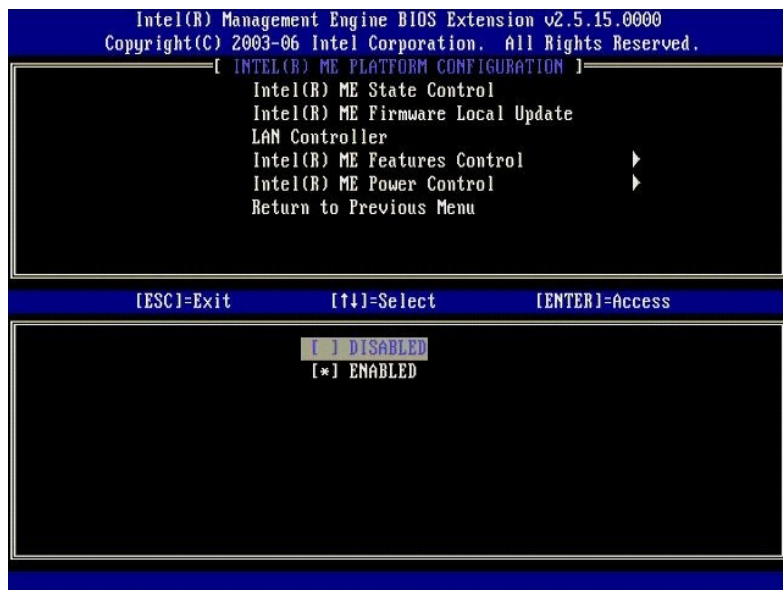 Intel(R) Management Engine BIOS Extension v2.5.15.0000
Copyright(C) 2003-06 Intel Corporation.  All Rights Reserved.
[ INTEL(R) ME PLATFORM CONFIGURATION ]
Intel(R) ME State Control
Intel(R) ME Firmware Local Update
LAN Controller
Intel(R) ME Features Control
Intel(R) ME Power Control
Return to Previous Menu
[ESC]=Exit [↑↓]=Select [ENTER]=Access
[ ] DISABLED
[*] ENABLED